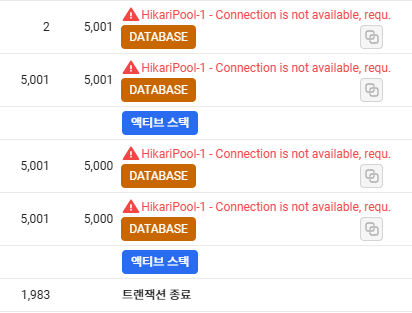 2 5,001 HikariPool-1 - Connection is not available, requ.
DATABASE
5,001 5,001 HikariPool-1 - Connection is not available, requ.
DATABASE
액티브 스택
5,001 5,000 HikariPool-1 - Connection is not available, requ.
DATABASE
5,001 5,000 HikariPool-1 - Connection is not available, requ.
DATABASE
액티브 스택
1,983 트랜잭션 종료